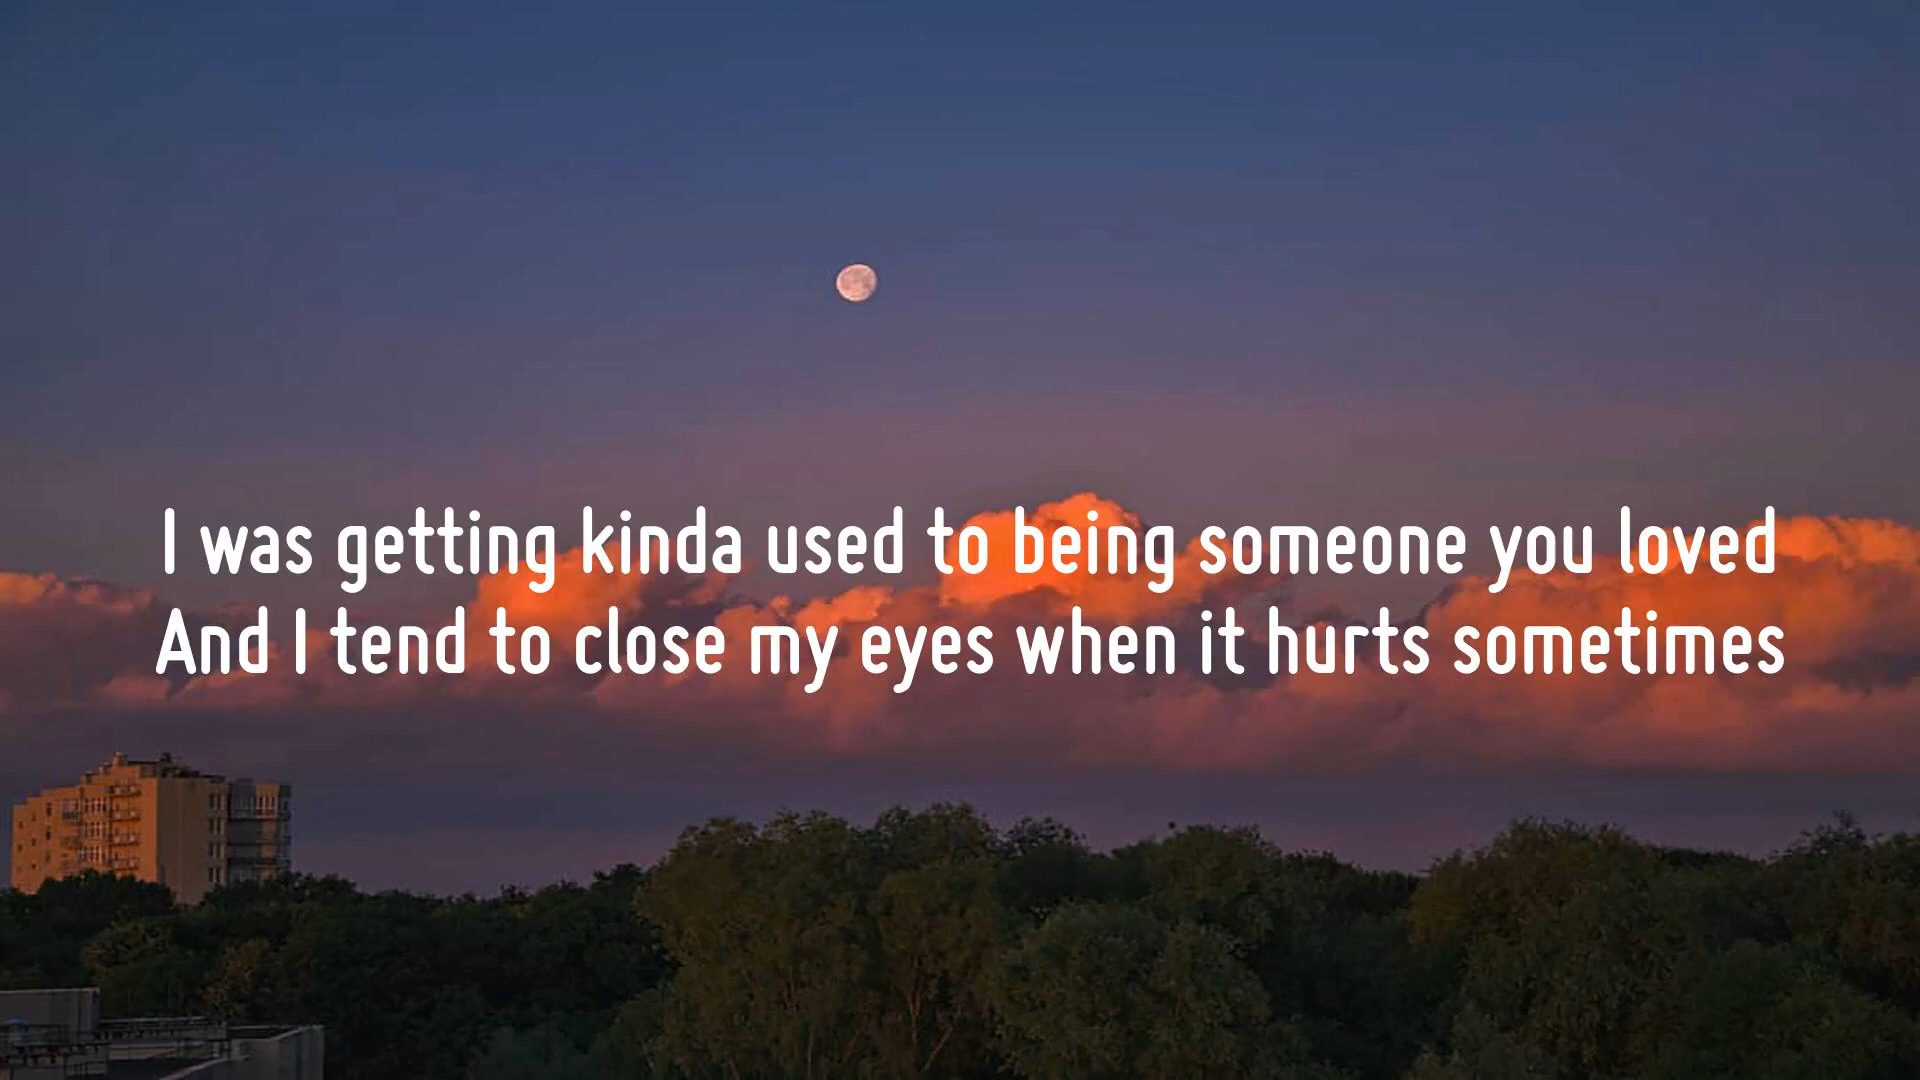 I was getting kinda used to being someone you loved
And I tend to close my eyes when it hurts sometimes